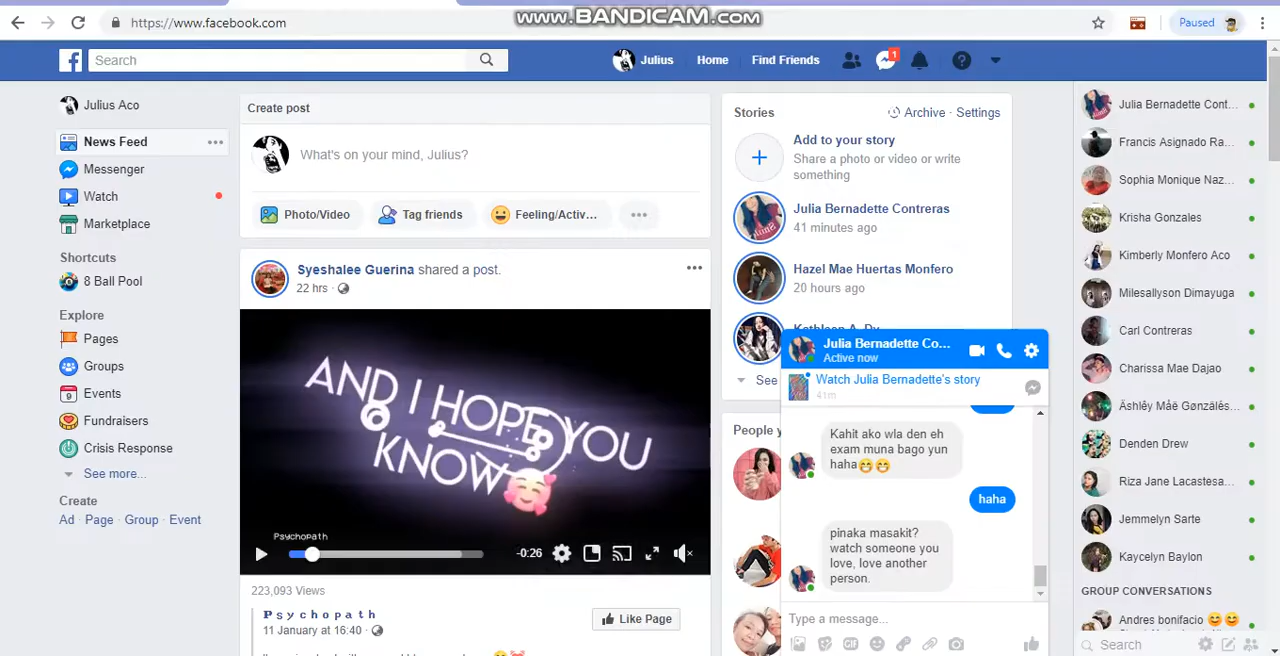 https://www.facebook.com
www.BANDICAM.com
Paused
Search
Julius
Home
Find Friends
1
Julius Aco
News Feed
Messenger
Watch
Marketplace
Shortcuts
8 Ball Pool
Explore
Pages
Groups
Events
Fundraisers
Crisis Response
See more...
Create
Ad · Page · Group · Event
Create post
What's on your mind, Julius?
Photo/Video
Tag friends
Feeling/Activ...
Syeshalee Guerina shared a post.
22 hrs ·
AND I HOPE YOU
KNOW
Psychopath
-0:26
223,093 Views
Psychopath
11 January at 16:40 ·
Like Page
Stories
Archive · Settings
Add to your story
Share a photo or video or write
something
Julia Bernadette Contreras
41 minutes ago
Hazel Mae Huertas Monfero
20 hours ago
Kathleen A. Dy
See
People y
Julia Bernadette Co...
Active now
Watch Julia Bernadette's story
41m
Kahit ako wla den eh
exam muna bago yun
haha😁😁
haha
pinaka masakit?
watch someone you
love, love another
person.
Type a message...
GIF
Julia Bernadette Cont...
Francis Asignado Ra...
Sophia Monique Naz...
Krisha Gonzales
Kimberly Monfero Aco
Milesallyson Dimayuga
Carl Contreras
Charissa Mae Dajao
Äshlêy Måë Gønzálés...
Denden Drew
Riza Jane Lacastesa...
Jemmelyn Sarte
Kaycelyn Baylon
GROUP CONVERSATIONS
Andres bonifacio 😊😊
Search